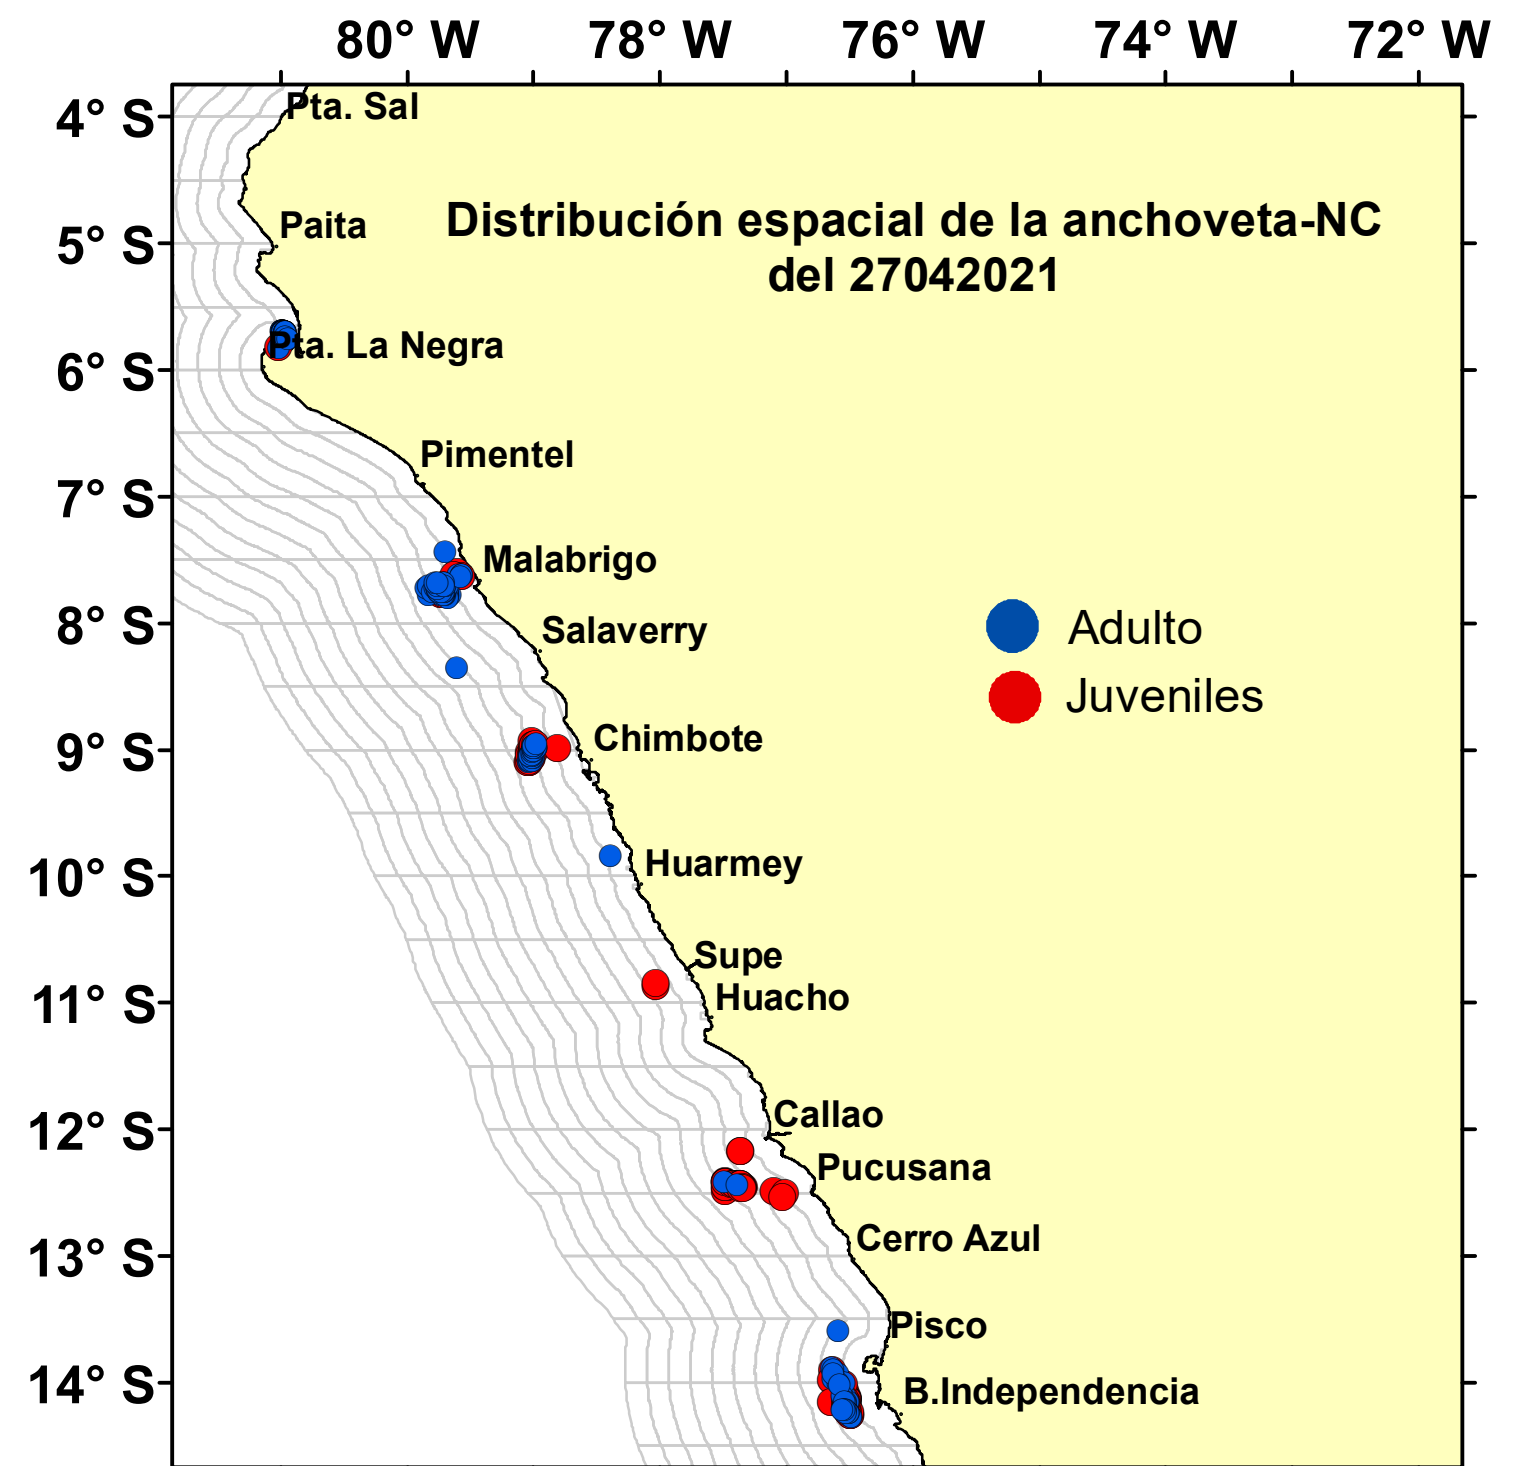 80° W 78° W 76° W 74° W 72° W
4° S
Pta. Sal
Distribución espacial de la anchoveta-NC
del 27042021
Paita
5° S
Pta. La Negra
6° S
Pimentel
7° S
Malabrigo
8° S
Salaverry
Adulto
Juveniles
Chimbote
9° S
Huarmey
10° S
Supe
Huacho
11° S
Callao
12° S
Pucusana
Cerro Azul
13° S
Pisco
14° S
B.Independencia